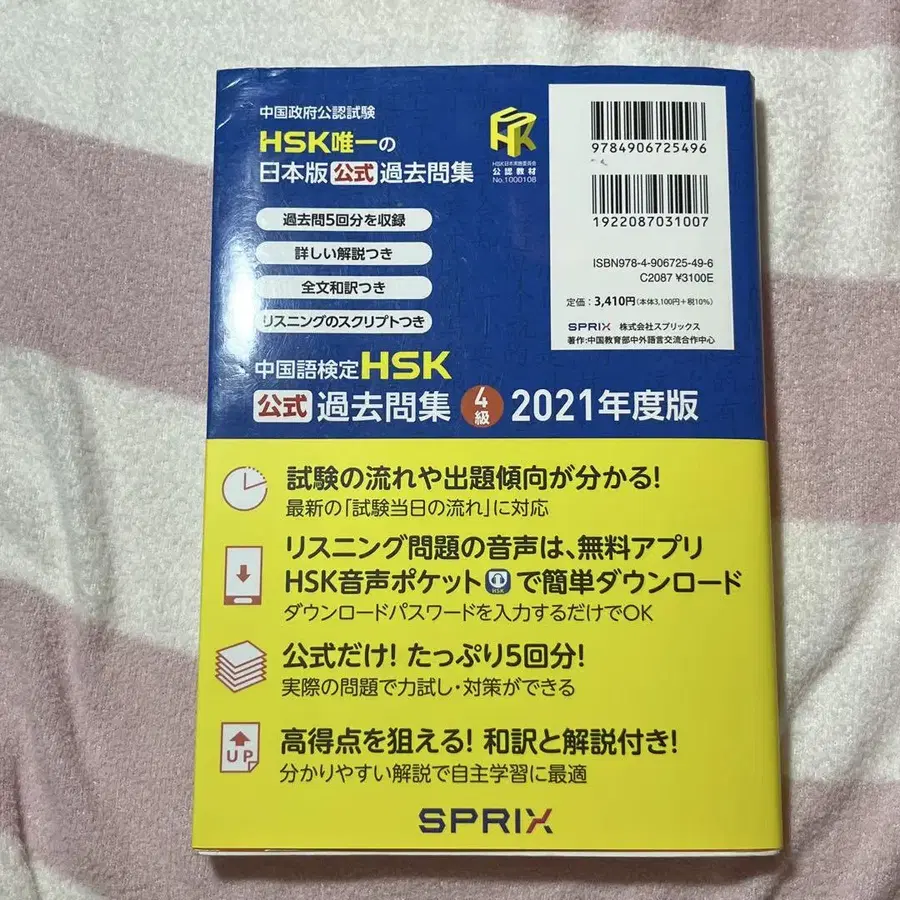 中国政府公認試験
HSK唯一の
日本版 公式 過去問集
HSK日本実施委員会
公認教材
No.1000108
過去問5回分を収録
詳しい解説つき
全文和訳つき
リスニングのスクリプトつき
9784906725496
1922087031007
ISBN978-4-906725-49-6
C2087 ¥3100E
定価:3,410円(本体3,100円+税10%)
SPRIX 株式会社スプリックス
著作:中国教育部中外語言交流合作中心
中国語検定HSK
公式 過去問集 4級 2021年度版
試験の流れや出題傾向が分かる!
最新の「試験当日の流れ」に対応
リスニング問題の音声は、無料アプリ
HSK音声ポケット HSK で簡単ダウンロード
ダウンロードパスワードを入力するだけでOK
公式だけ! たっぷり5回分!
実際の問題で力試し・対策ができる
UP
高得点を狙える! 和訳と解説付き!
分かりやすい解説で自主学習に最適
SPRIX